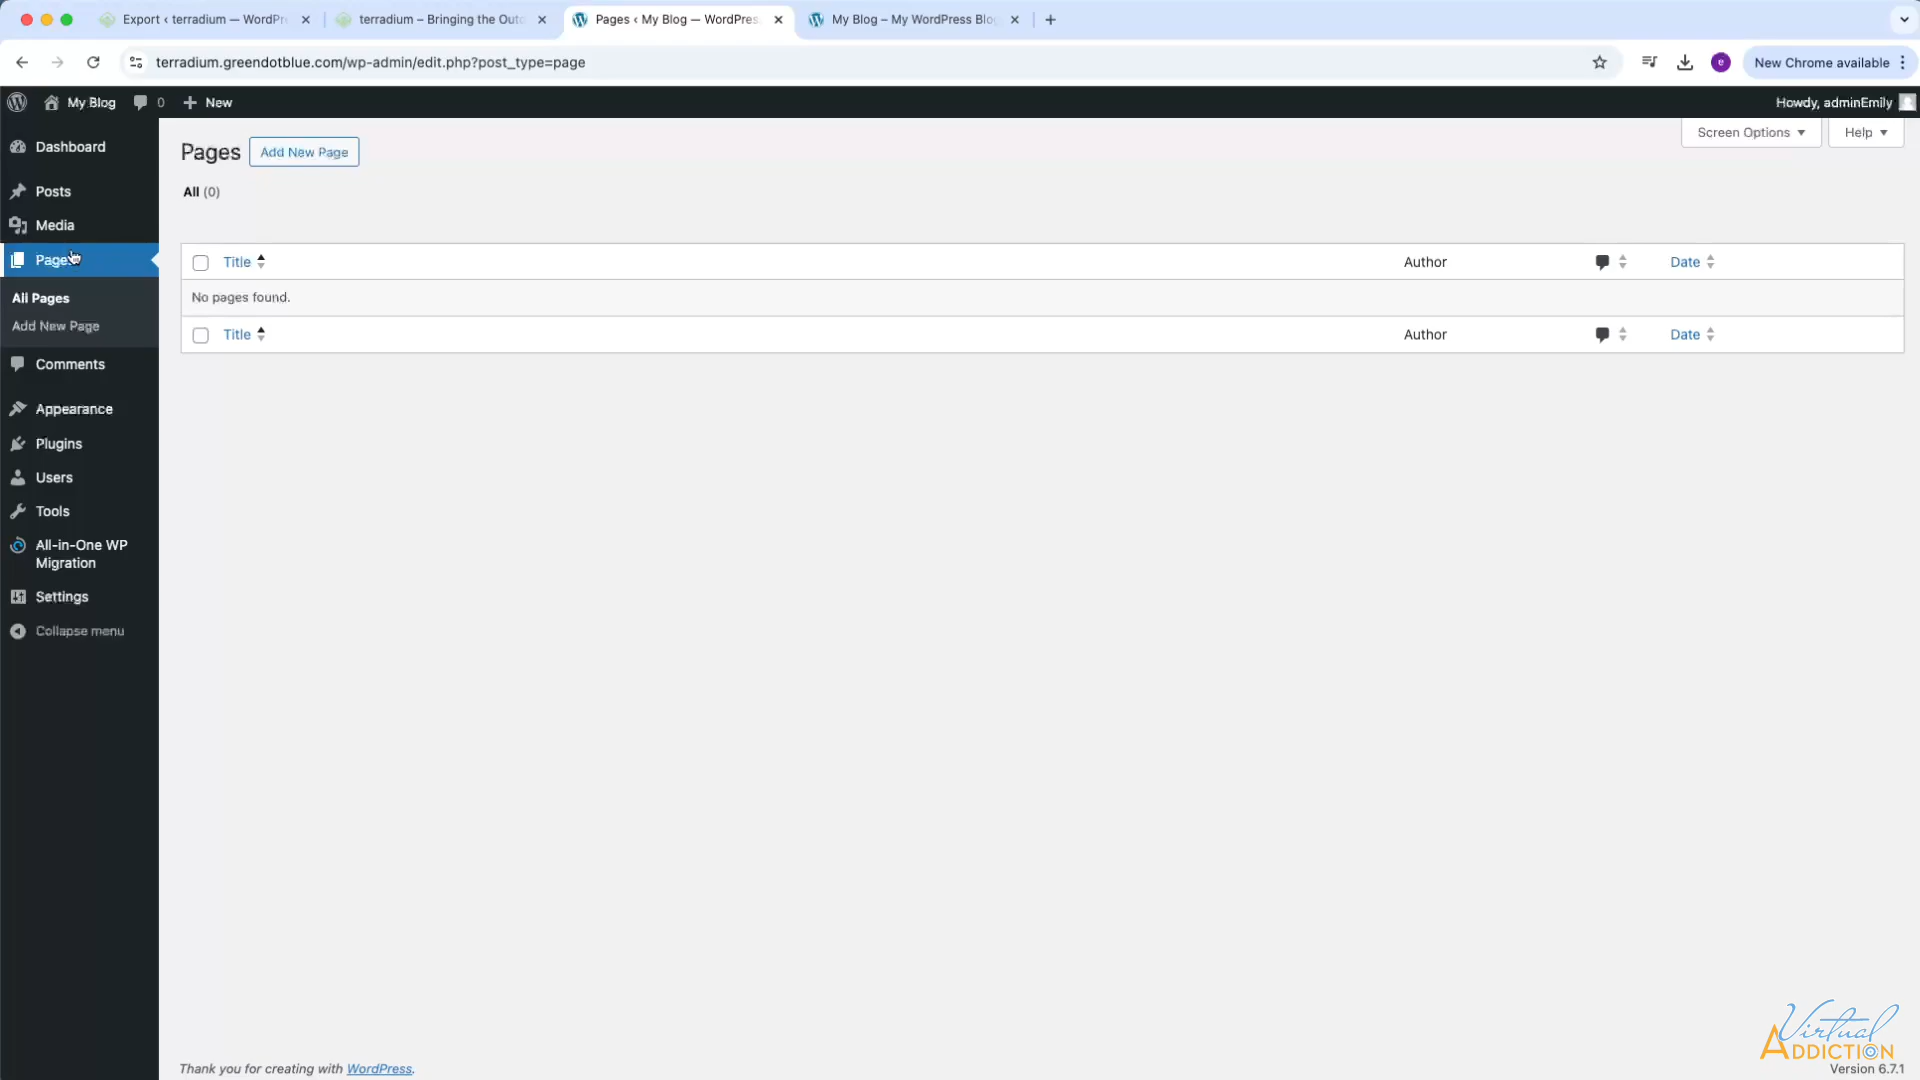 Export ‹ terradium — WordPr
terradium – Bringing the Out
Pages ‹ My Blog — WordPres
My Blog – My WordPress Blo
terradium.greendotblue.com/wp-admin/edit.php?post_type=page
e
New Chrome available
My Blog
0
New
Howdy, adminEmily
Dashboard
Posts
Media
Pages
All Pages
Add New Page
Comments
Appearance
Plugins
Users
Tools
All-in-One WP
Migration
Settings
Collapse menu
Pages
Add New Page
Screen Options
Help
All (0)
Title
Author
Date
No pages found.
Title
Author
Date
Thank you for creating with WordPress.
Virtual
ADDICTION
Version 6.7.1